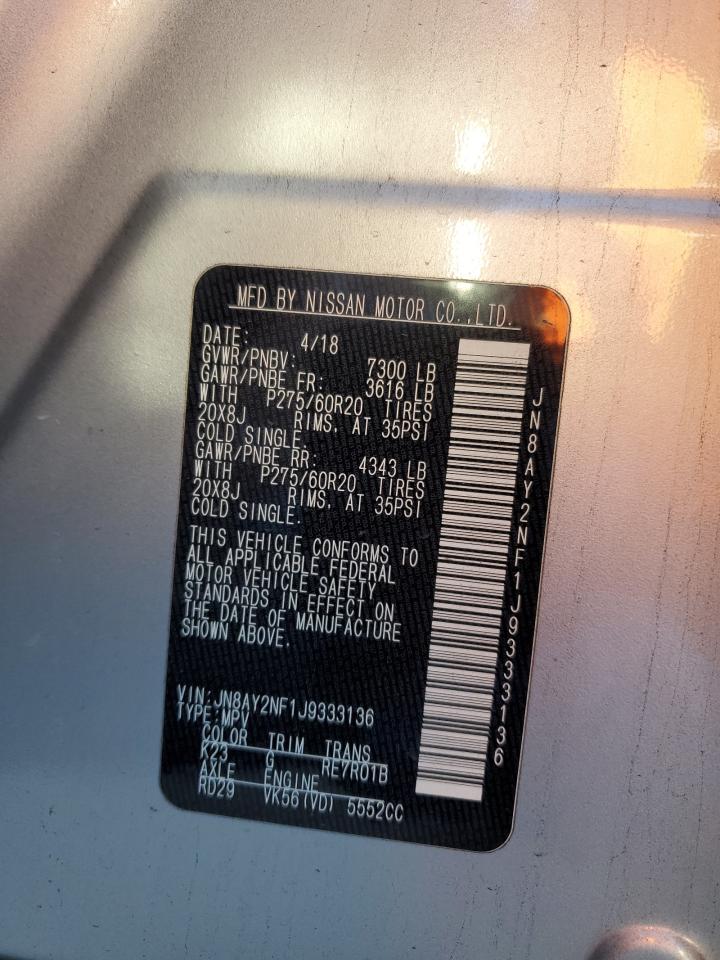 MFD BY NISSAN MOTOR CO.,LTD.
DATE: 4/18
GVWR/PNBV: 7300 LB
GAWR/PNBE FR: 3616 LB
WITH P275/60R20 TIRES
20X8J RIMS, AT 35PSI
COLD SINGLE.
GAWR/PNBE RR: 4343 LB
WITH P275/60R20 TIRES
20X8J RIMS, AT 35PSI
COLD SINGLE.
THIS VEHICLE CONFORMS TO
ALL APPLICABLE FEDERAL
MOTOR VEHICLE SAFETY
STANDARDS IN EFFECT ON
THE DATE OF MANUFACTURE
SHOWN ABOVE.
VIN:JN8AY2NF1J9333136
TYPE:MPV
COLOR TRIM TRANS
K23 G RE7R01B
AXLE ENGINE
RD29 VK56(VD) 5552CC
JN8AY2NF1J9333136